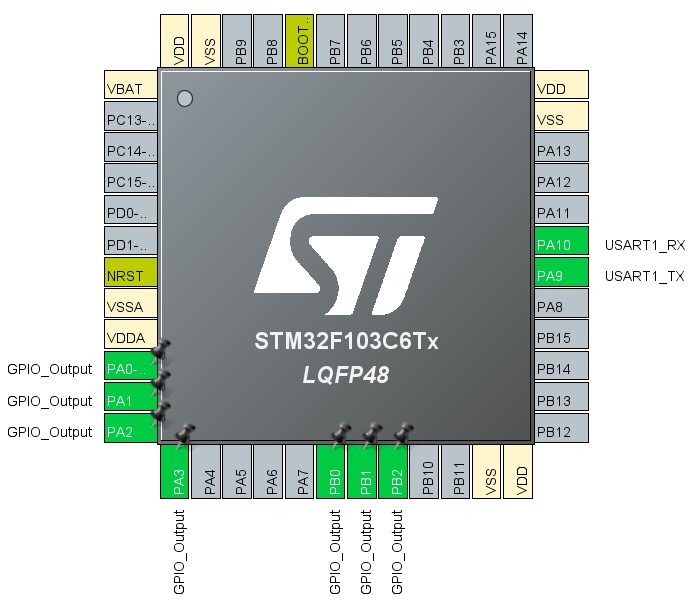 VDD
VSS
PB9
PB8
BOOT..
PB7
PB6
PB5
PB4
PB3
PA15
PA14
VBAT
PC13-..
PC14-..
PC15-..
PD0-..
PD1-..
NRST
VSSA
VDDA
GPIO_Output PA0-..
GPIO_Output PA1
GPIO_Output PA2
VDD
VSS
PA13
PA12
PA11
PA10 USART1_RX
PA9 USART1_TX
PA8
PB15
PB14
PB13
PB12
ST
STM32F103C6Tx
LQFP48
PA3
PA4
PA5
PA6
PA7
PB0
PB1
PB2
PB10
PB11
VSS
VDD
GPIO_Output
GPIO_Output
GPIO_Output
GPIO_Output